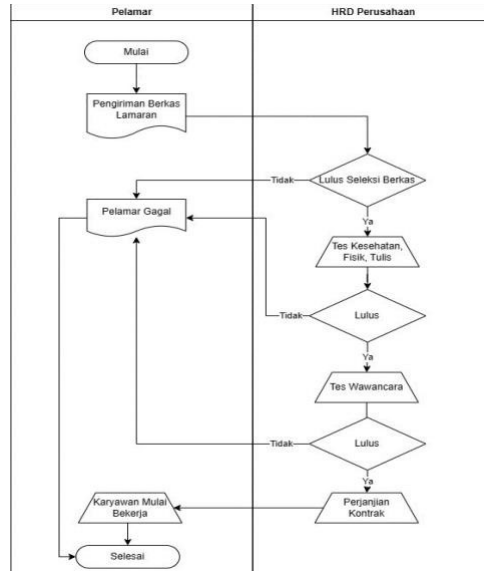 Pelamar
HRD Perusahaan
Mulai
Pengiriman Berkas
Lamaran
Lulus Seleksi Berkas
Tidak
Pelamar Gagal
Ya
Tes Kesehatan,
Fisik, Tulis
Lulus
Tidak
Ya
Tes Wawancara
Lulus
Tidak
Ya
Perjanjian
Kontrak
Karyawan Mulai
Bekerja
Selesai